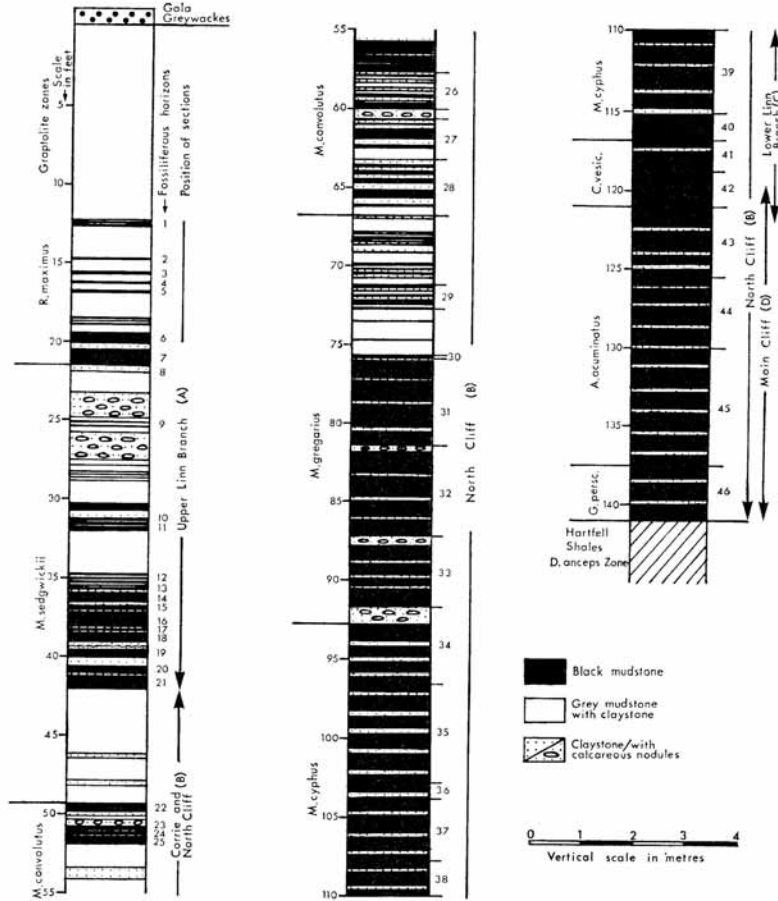 Gala
Greywackes
Graptolite zones
Scale
in feet
Fossiliferous horizons
Position of sections
5
10
15
20
25
30
35
40
45
50
55
R. maximus
M. sedgwickii
M. convolutus
1
2
3
4
5
6
7
8
9
10
11
12
13
14
15
16
17
18
19
20
21
22
23
24
25
Upper Linn Branch (A)
Corrie and
North Cliff (B)
55
60
65
70
75
80
85
90
95
100
105
110
M. convolutus
M. gregarius
M. cyphus
26
27
28
29
30
31
32
33
34
35
36
37
38
North Cliff (B)
110
115
120
125
130
135
140
M. cyphus
C. vesic.
A. acuminatus
G. persc.
39
40
41
42
43
44
45
46
Lower Linn
Branch (C)
North Cliff (B)
Main Cliff (D)
Hartfell
Shales
D. anceps Zone
Black mudstone
Grey mudstone
with claystone
Claystone/with
calcareous nodules
0 1 2 3 4
Vertical scale in metres